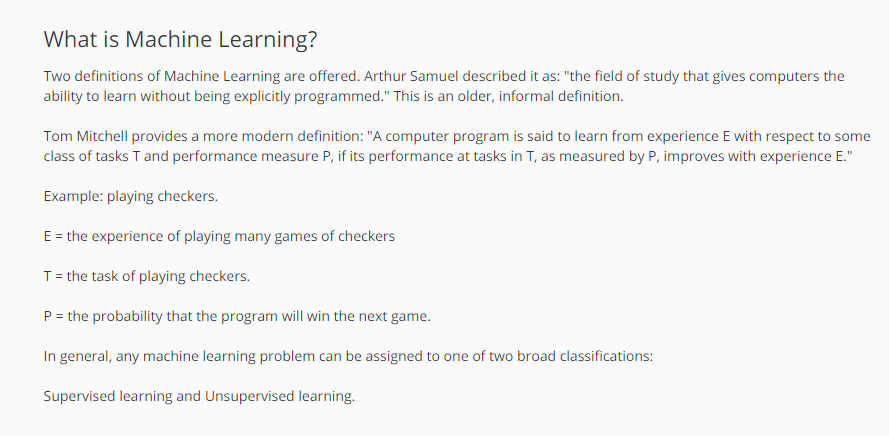 What is Machine Learning?
Two definitions of Machine Learning are offered. Arthur Samuel described it as: "the field of study that gives computers the
ability to learn without being explicitly programmed." This is an older, informal definition.
Tom Mitchell provides a more modern definition: "A computer program is said to learn from experience E with respect to some
class of tasks T and performance measure P, if its performance at tasks in T, as measured by P, improves with experience E."
Example: playing checkers.
E = the experience of playing many games of checkers
T = the task of playing checkers.
P = the probability that the program will win the next game.
In general, any machine learning problem can be assigned to one of two broad classifications:
Supervised learning and Unsupervised learning.